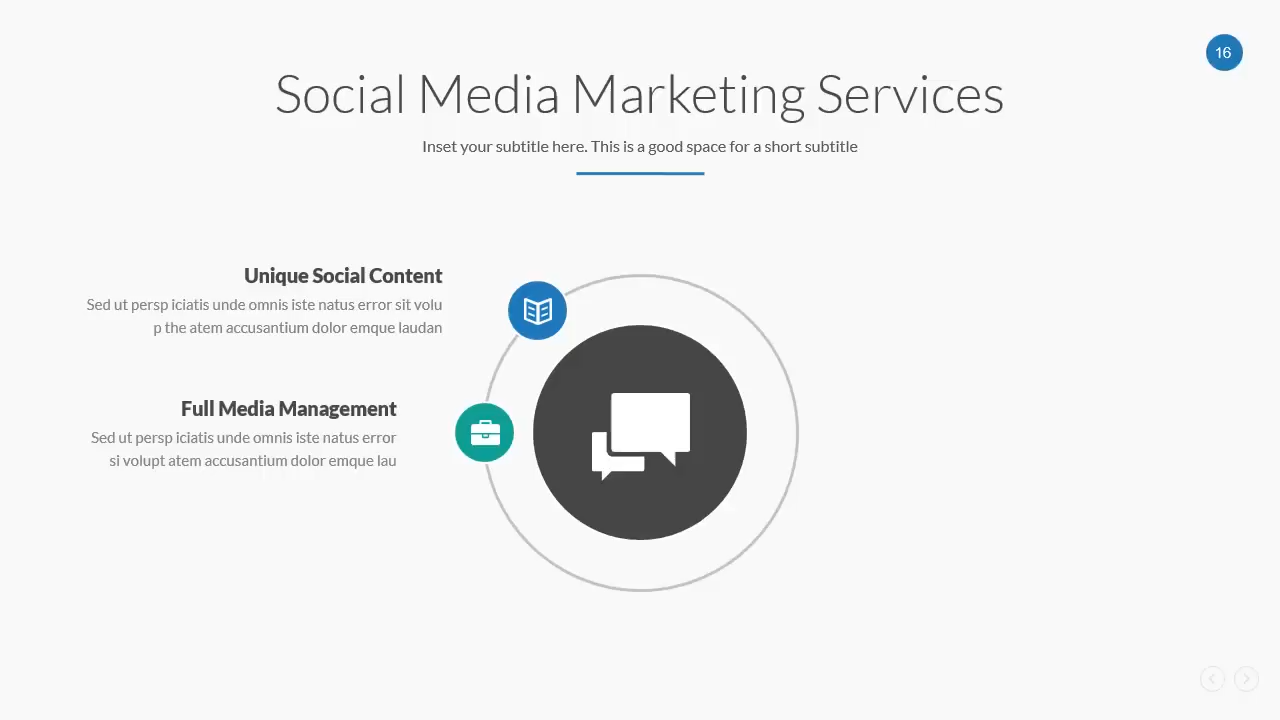 16
Social Media Marketing Services
Inset your subtitle here. This is a good space for a short subtitle
Unique Social Content
Sed ut persp iciatis unde omnis iste natus error sit volu
p the atem accusantium dolor emque laudan
Full Media Management
Sed ut persp iciatis unde omnis iste natus error
si volupt atem accusantium dolor emque lau